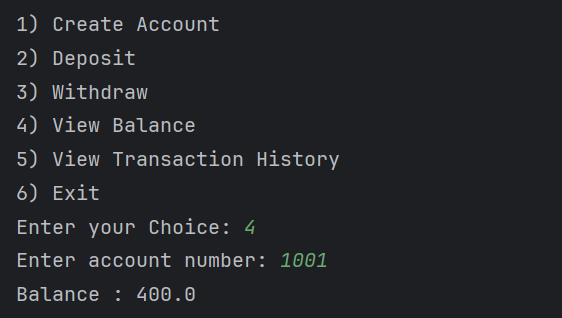 1) Create Account
2) Deposit
3) Withdraw
4) View Balance
5) View Transaction History
6) Exit
Enter your Choice: 4
Enter account number: 1001
Balance : 400.0